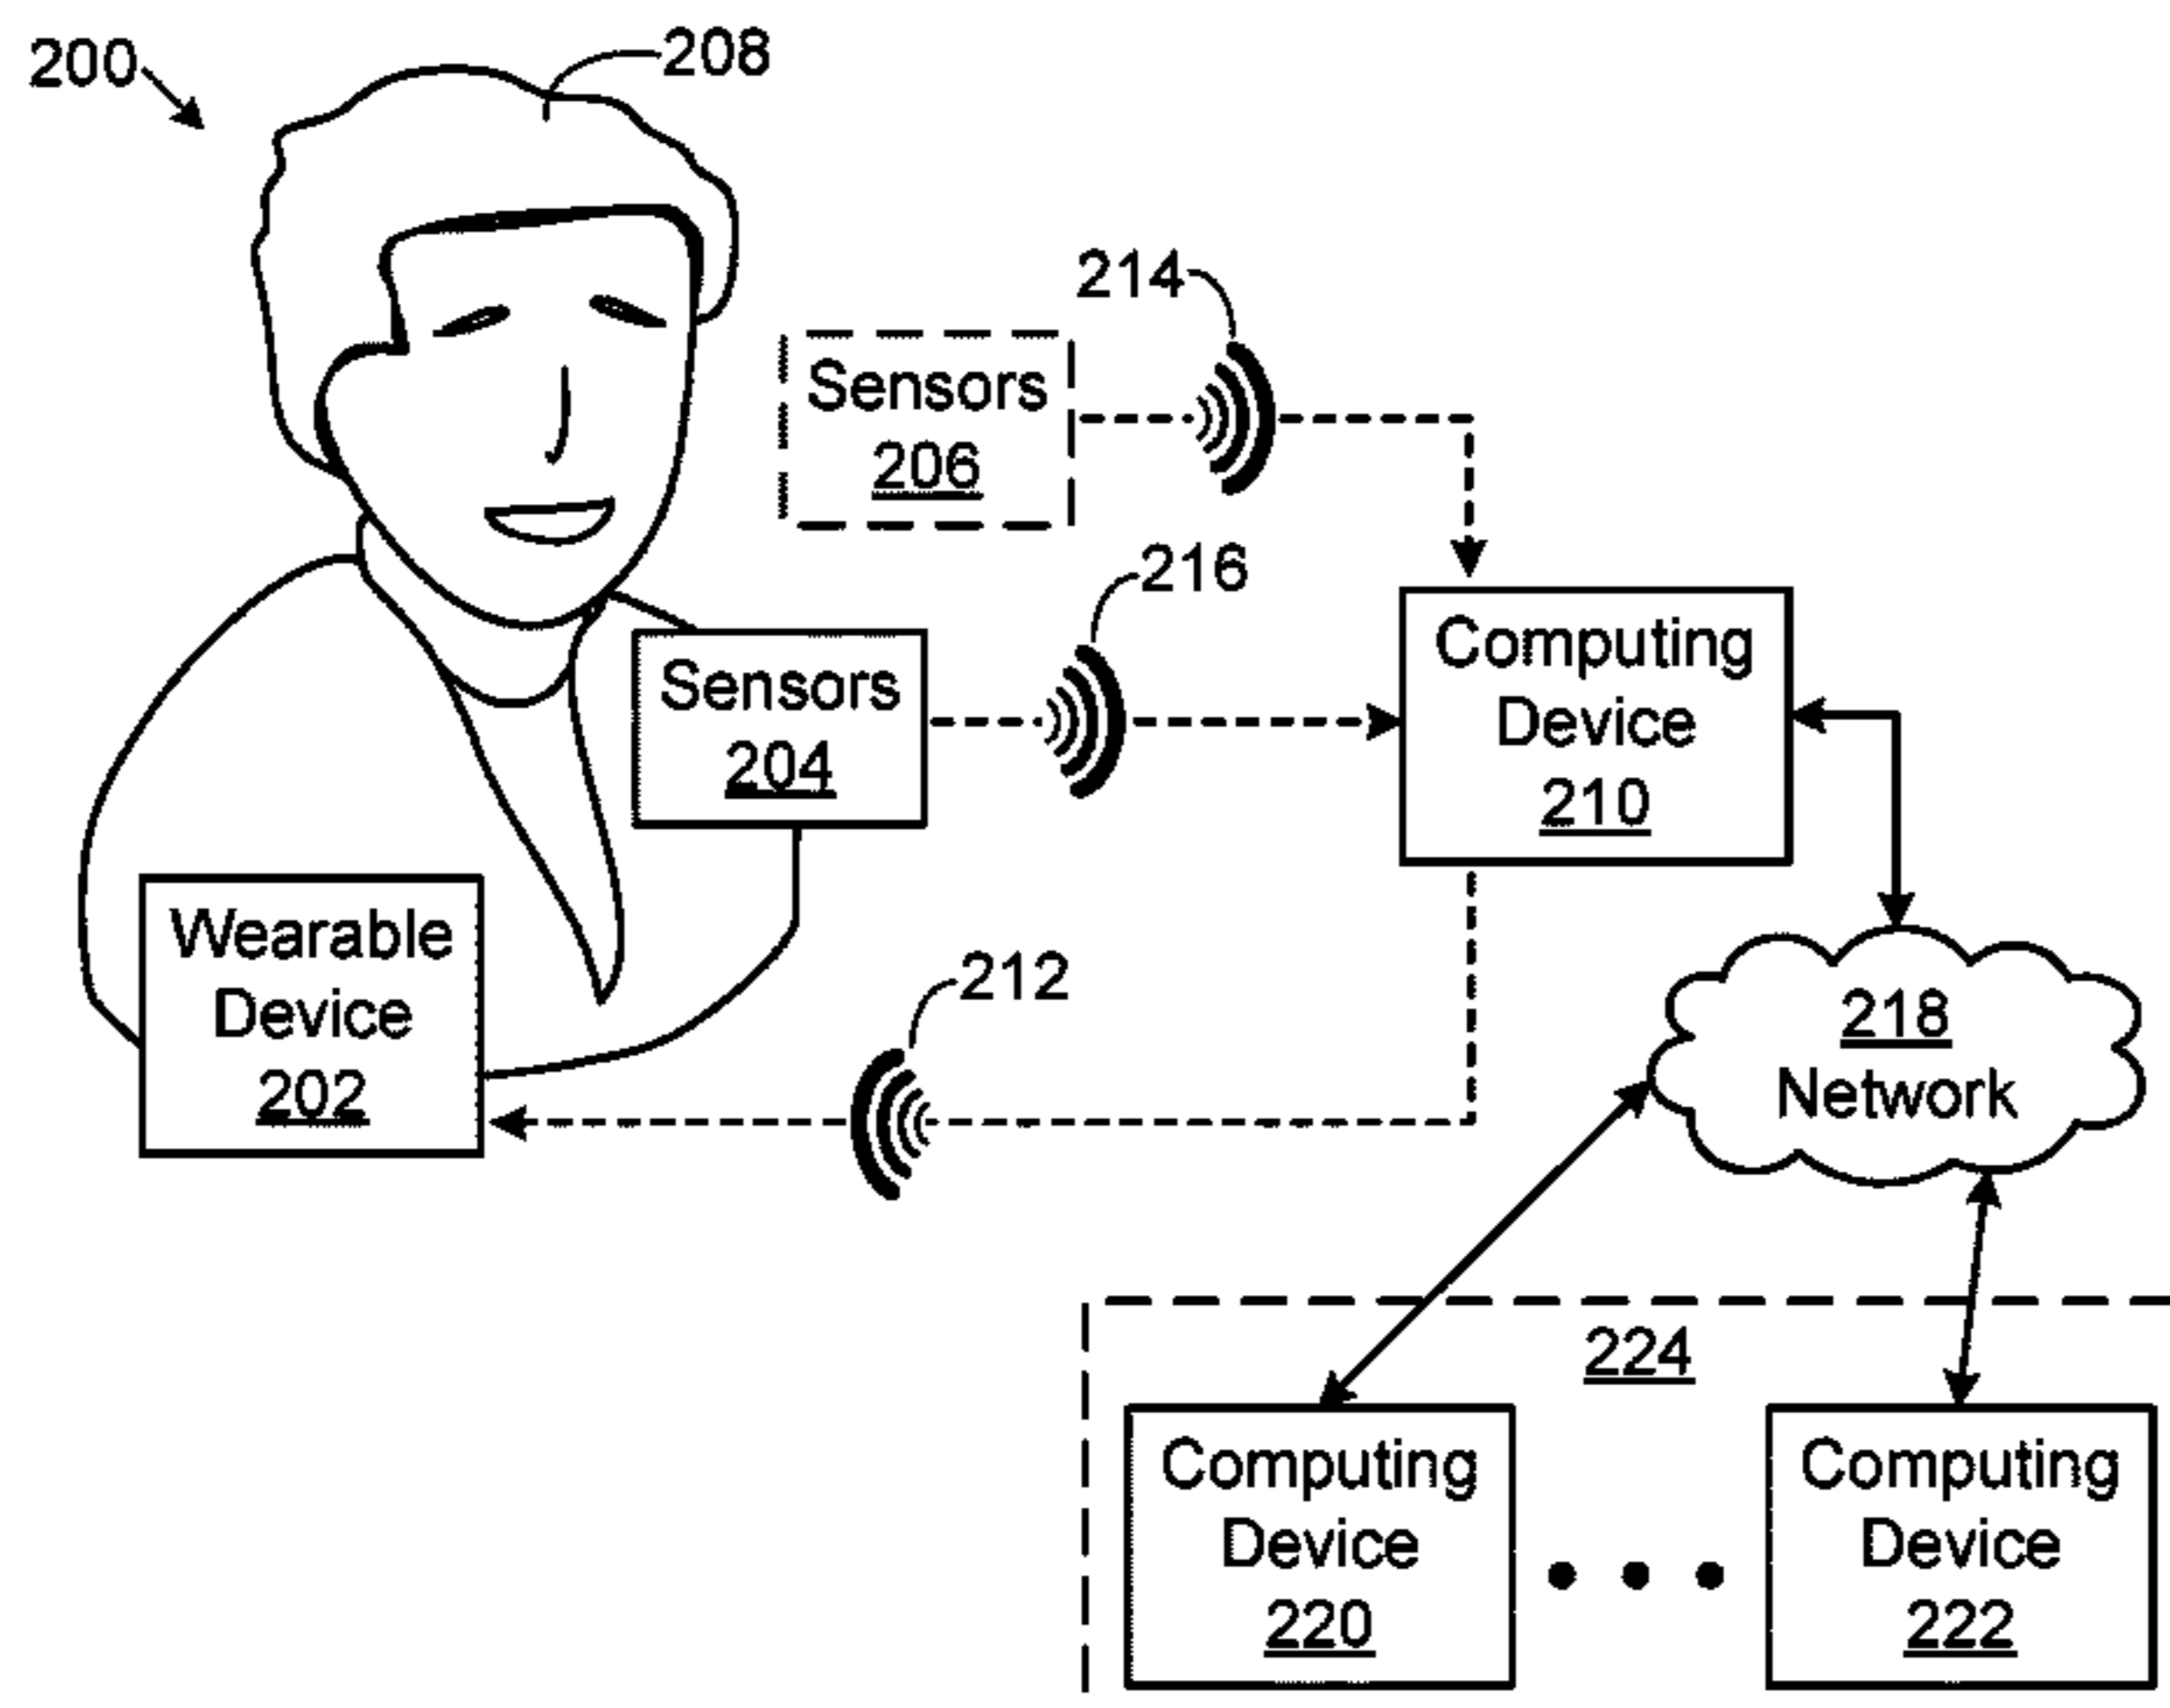 200
208
214
Sensors
206
216
Computing
Device
210
Sensors
204
Wearable
Device
202
212
218
Network
224
Computing
Device
220
Computing
Device
222